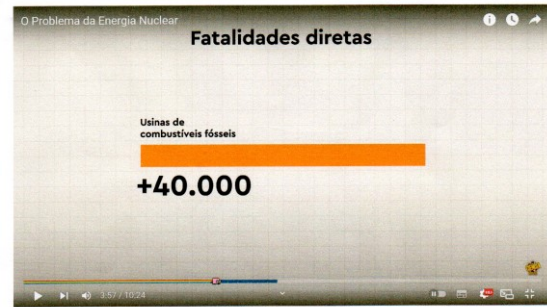 O Problema da Energia Nuclear
Fatalidades diretas
Usinas de
combustíveis fósseis
+40.000
3:57 / 10:24